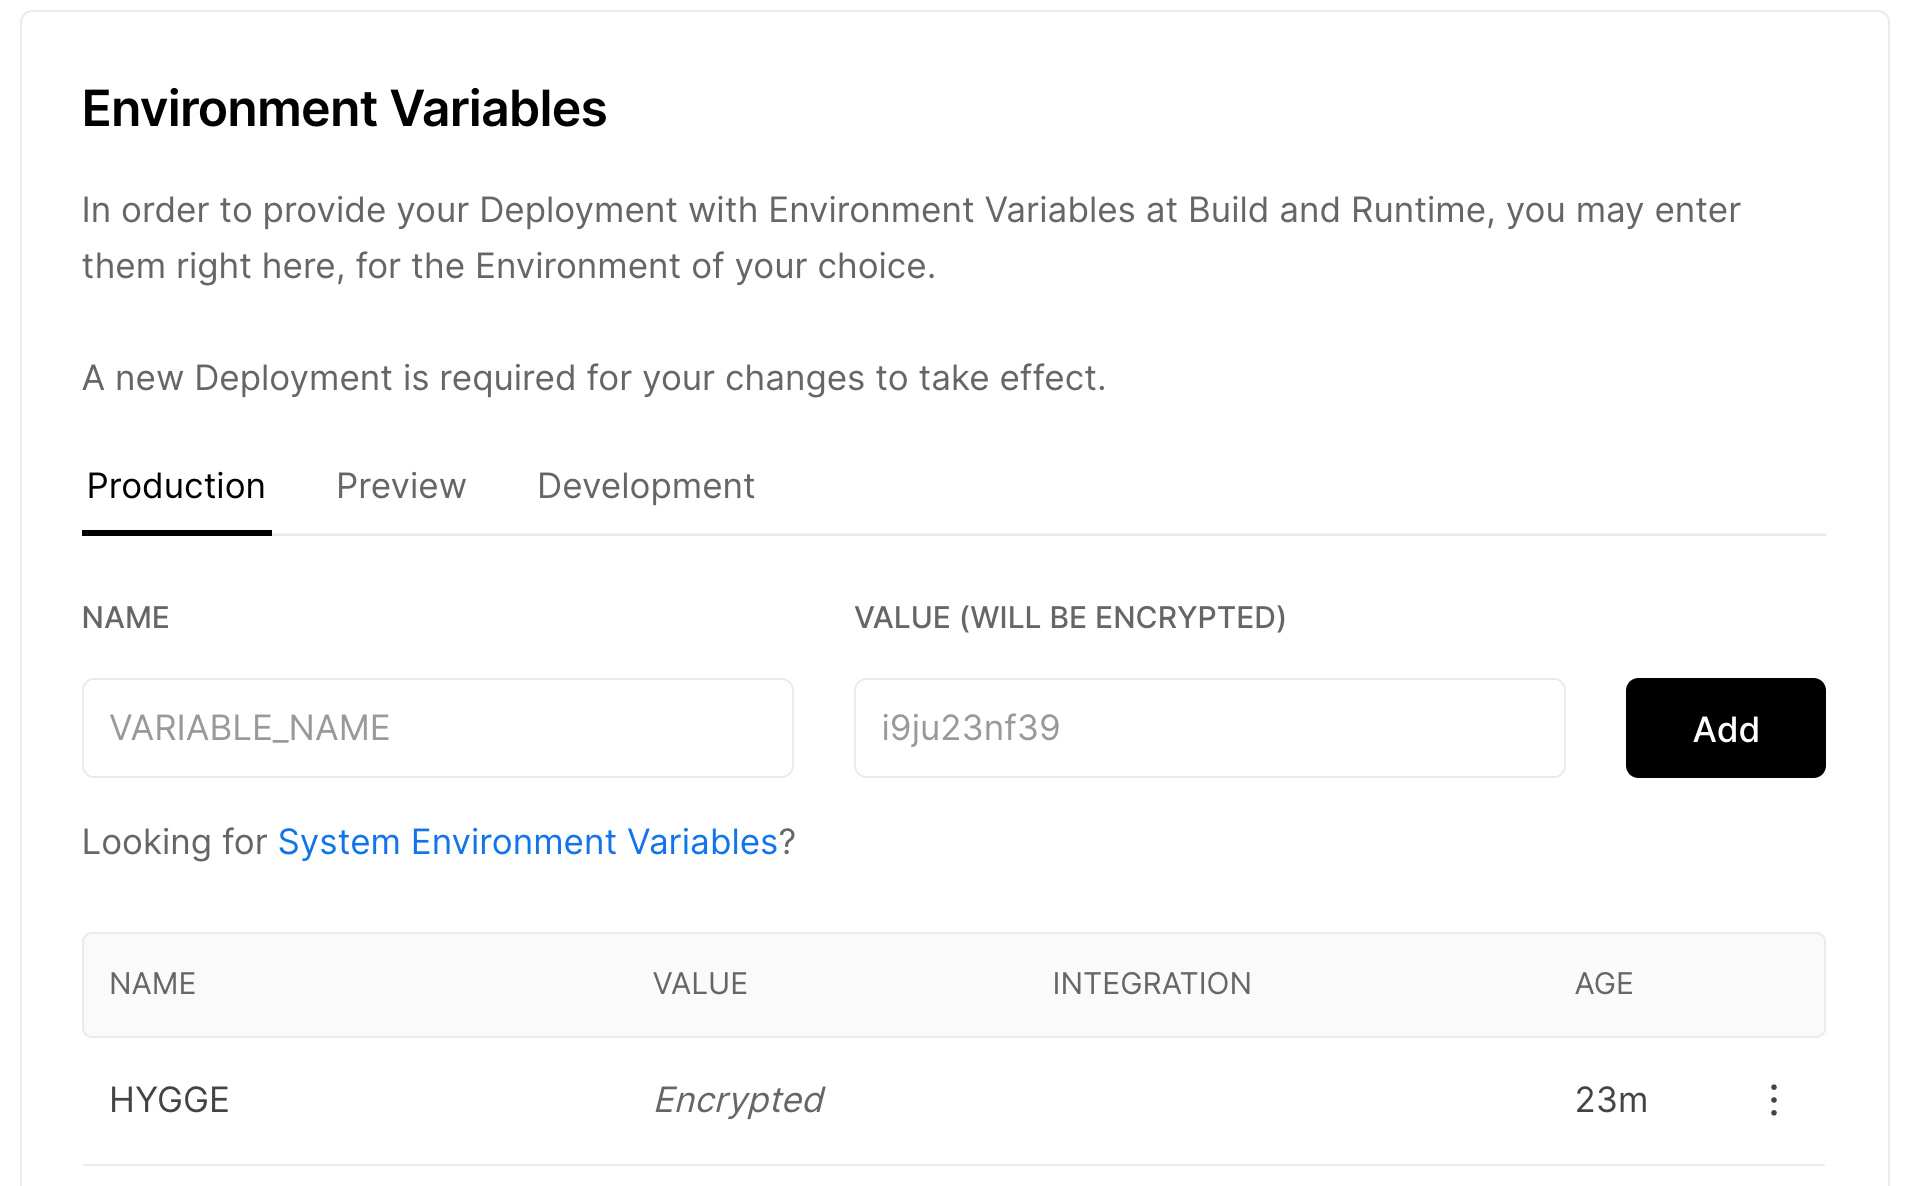 Environment Variables
In order to provide your Deployment with Environment Variables at Build and Runtime, you may enter
them right here, for the Environment of your choice.
A new Deployment is required for your changes to take effect.
Production Preview Development
NAME VALUE (WILL BE ENCRYPTED)
VARIABLE_NAME i9ju23nf39 Add
Looking for System Environment Variables?
NAME VALUE INTEGRATION AGE
HYGGE Encrypted 23m